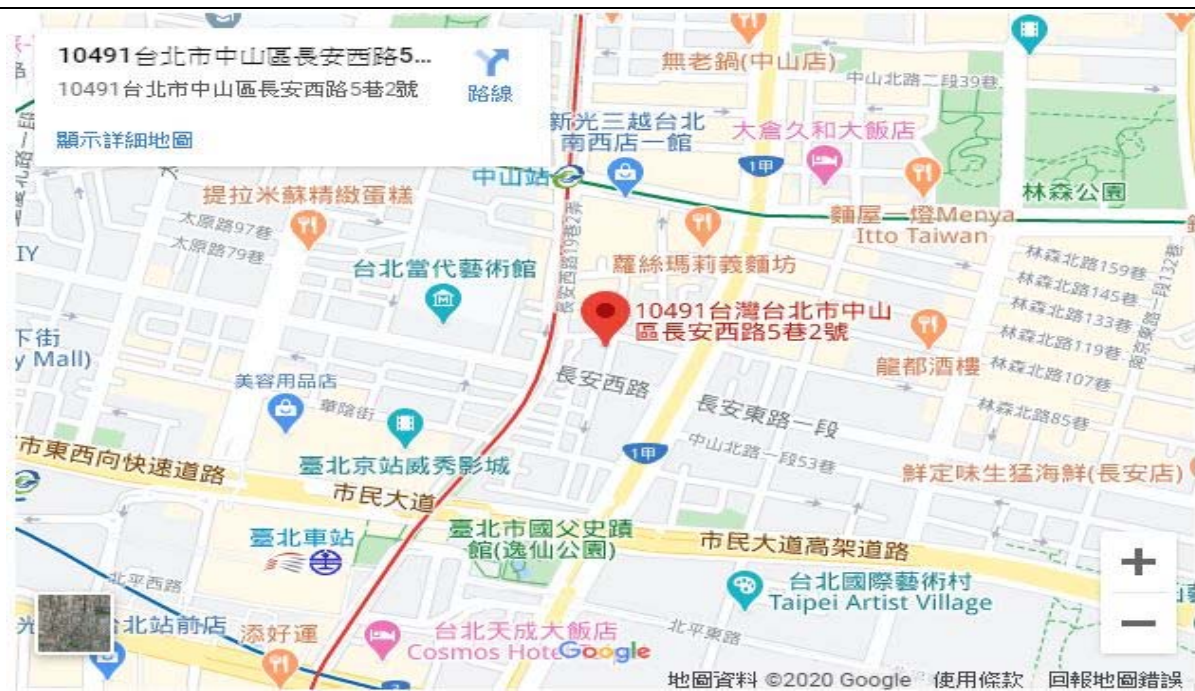 10491台北市中山區長安西路5...
10491台北市中山區長安西路5巷2號
路線
顯示詳細地圖
無老鍋(中山店)
中山北路二段39巷
新光三越台北
南西店一館
大倉久和大飯店
1甲
中山站
林森公園
提拉米蘇精緻蛋糕
太原路97巷
太原路79巷
麵屋一燈Menya
Itto Taiwan
IY
台北當代藝術館
長安西路19巷2弄
蘿絲瑪莉義麵坊
林森北路159巷
林森北路145巷
林森北路133巷
林森北路119巷
林森北路107巷
林森北路85巷
10491台灣台北市中山
區長安西路5巷2號
下街
y Mall)
龍都酒樓
美容用品店
華陰街
長安西路
長安東路一段
中山北路一段53巷
1甲
臺北京站威秀影城
鮮定味生猛海鮮(長安店)
市東西向快速道路
市民大道
臺北車站
臺北市國父史蹟
館(逸仙公園)
市民大道高架道路
北平西路
台北國際藝術村
Taipei Artist Village
北站前店
添好運
台北天成大飯店
Cosmos Hote
Google
北平東路
地圖資料 ©2020 Google
使用條款
回報地圖錯誤